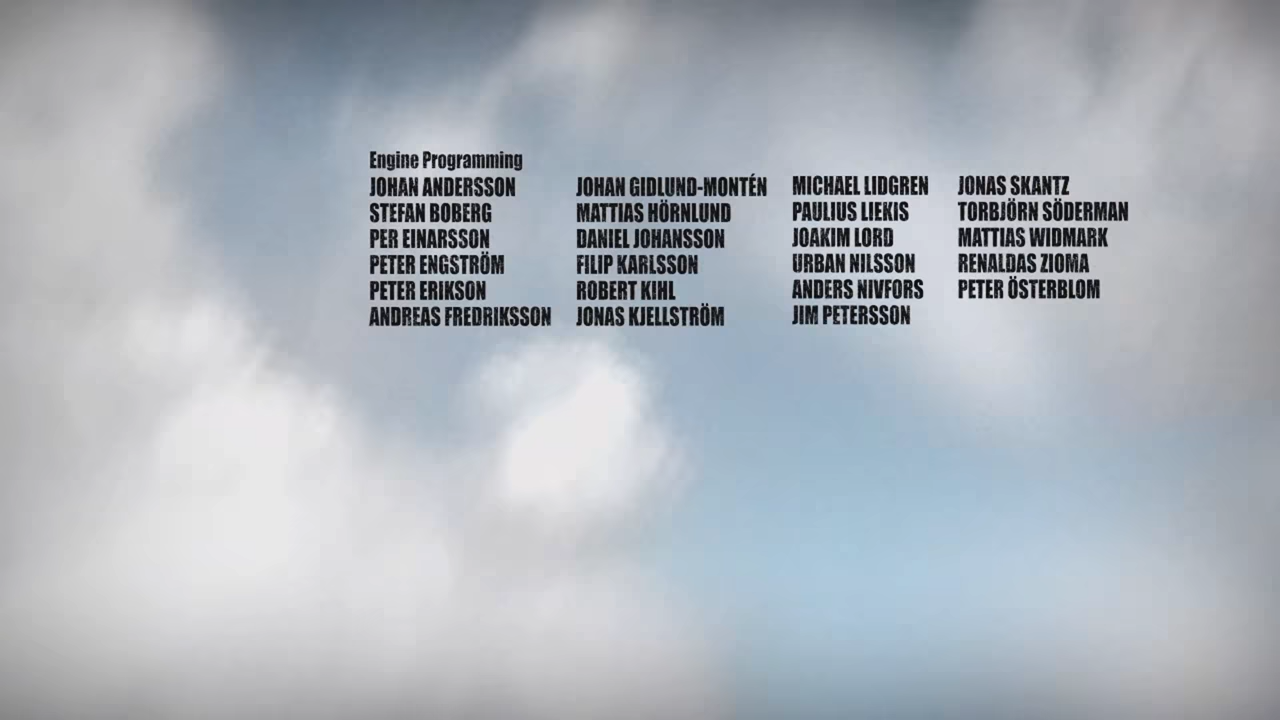 Engine Programming
JOHAN ANDERSSON
STEFAN BOBERG
PER EINARSSON
PETER ENGSTRÖM
PETER ERIKSON
ANDREAS FREDRIKSSON
JOHAN GIDLUND-MONTÉN
MATTIAS HÖRNLUND
DANIEL JOHANSSON
FILIP KARLSSON
ROBERT KIHL
JONAS KJELLSTRÖM
MICHAEL LIDGREN
PAULIUS LIEKIS
JOAKIM LORD
URBAN NILSSON
ANDERS NIVFORS
JIM PETERSSON
JONAS SKANTZ
TORBJÖRN SÖDERMAN
MATTIAS WIDMARK
RENALDAS ZIOMA
PETER ÖSTERBLOM